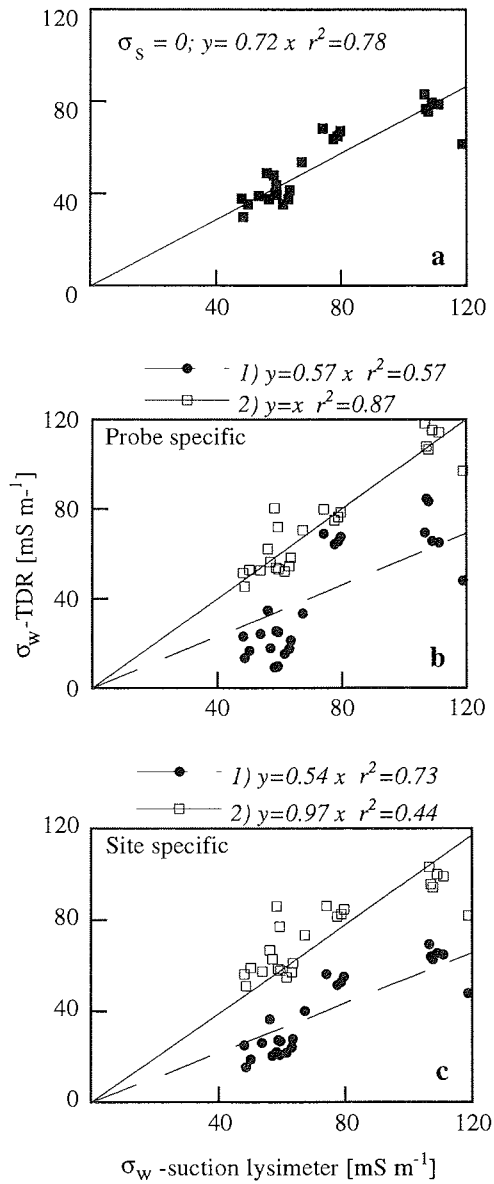 120
σ_S = 0; y= 0.72 x r²=0.78
80
40
a
0
40 80 120
1) y=0.57 x r²=0.57
2) y=x r²=0.87
120
Probe specific
80
40
b
0
40 80 120
σ_W -TDR [mS m⁻¹]
1) y=0.54 x r²=0.73
2) y=0.97 x r²=0.44
120
Site specific
80
40
c
0
40 80 120
σ_W -suction lysimeter [mS m⁻¹]